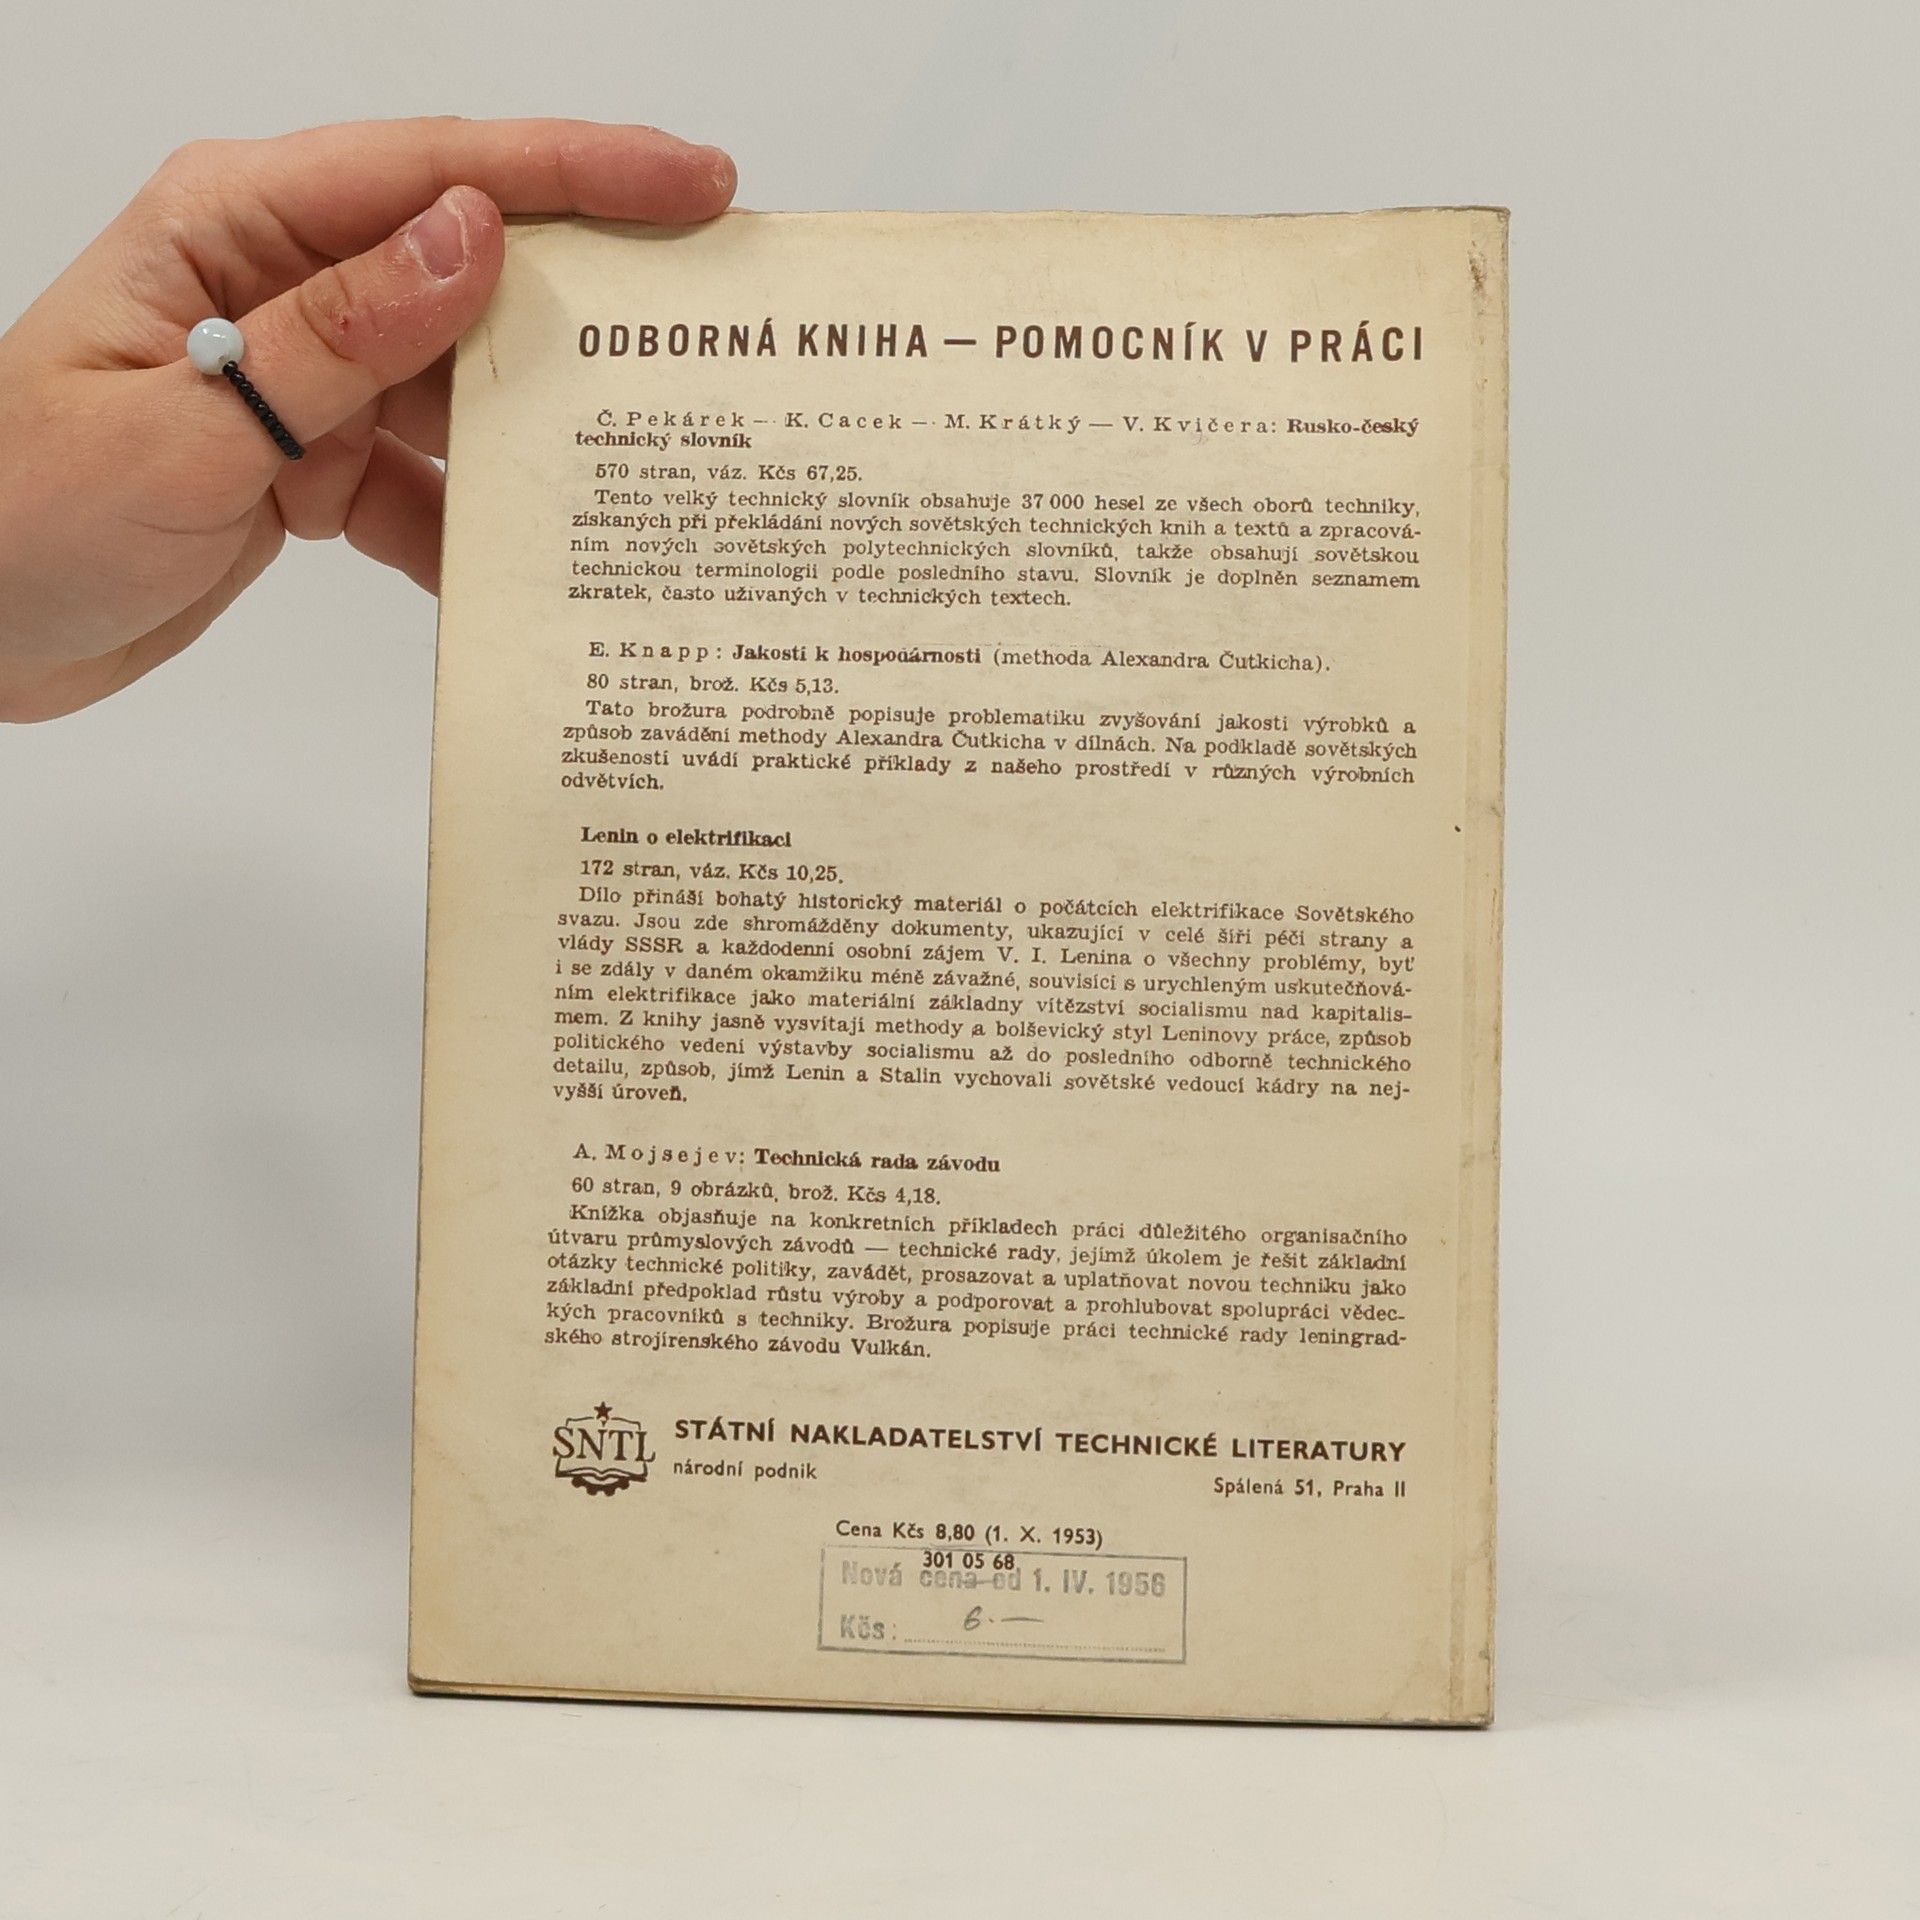 ODBORNÁ KNIHA — POMOCNÍK V PRÁCI
Č. Pekárek — K. Cacek — M. Krátký — V. Kvičera: Rusko-český
technický slovník
570 stran, váz. Kčs 67,25.
Tento velký technický slovník obsahuje 37 000 hesel ze všech oborů techniky,
získaných při překládání nových sovětských technických knih a textů a zpracová-
ním nových sovětských polytechnických slovníků, takže obsahují sovětskou
technickou terminologii podle posledního stavu. Slovník je doplněn seznamem
zkratek, často užívaných v technických textech.
E. Knapp: Jakostí k hospodárnosti (methoda Alexandra Čutkicha).
80 stran, brož. Kčs 5,13.
Tato brožura podrobně popisuje problematiku zvyšování jakosti výrobků a
způsob zavádění methody Alexandra Čutkicha v dílnách. Na podkladě sovětských
zkušeností uvádí praktické příklady z našeho prostředí v různých výrobních
odvětvích.
Lenin o elektrifikaci
172 stran, váz. Kčs 10,25.
Dílo přináší bohatý historický materiál o počátcích elektrifikace Sovětského
svazu. Jsou zde shromážděny dokumenty, ukazující v celé šíři péči strany a
vlády SSSR a každodenní osobní zájem V. I. Lenina o všechny problémy, byť
i se zdály v daném okamžiku méně závažné, souvisící s urychleným uskutečňová-
ním elektrifikace jako materiální základny vítězství socialismu nad kapitalis-
mem. Z knihy jasně vysvítají methody a bolševický styl Leninovy práce, způsob
politického vedení výstavby socialismu až do posledního odborně technického
detailu, způsob, jímž Lenin a Stalin vychovali sovětské vedoucí kádry na nej-
vyšší úroveň.
A. Mojsejev: Technická rada závodu
60 stran, 9 obrázků, brož. Kčs 4,18.
Knížka objasňuje na konkretních příkladech práci důležitého organisačního
útvaru průmyslových závodů — technické rady, jejímž úkolem je řešit základní
otázky technické politiky, zavádět, prosazovat a uplatňovat novou techniku jako
základní předpoklad růstu výroby a podporovat a prohlubovat spolupráci vědec-
kých pracovníků s techniky. Brožura popisuje práci technické rady leningrad-
ského strojírenského závodu Vulkán.
SNTL
STÁTNÍ NAKLADATELSTVÍ TECHNICKÉ LITERATURY
národní podnik
Spálená 51, Praha II
Cena Kčs 8,80 (1. X. 1953)
301 05 68
Nová cena od 1. IV. 1956
Kčs: 6.—